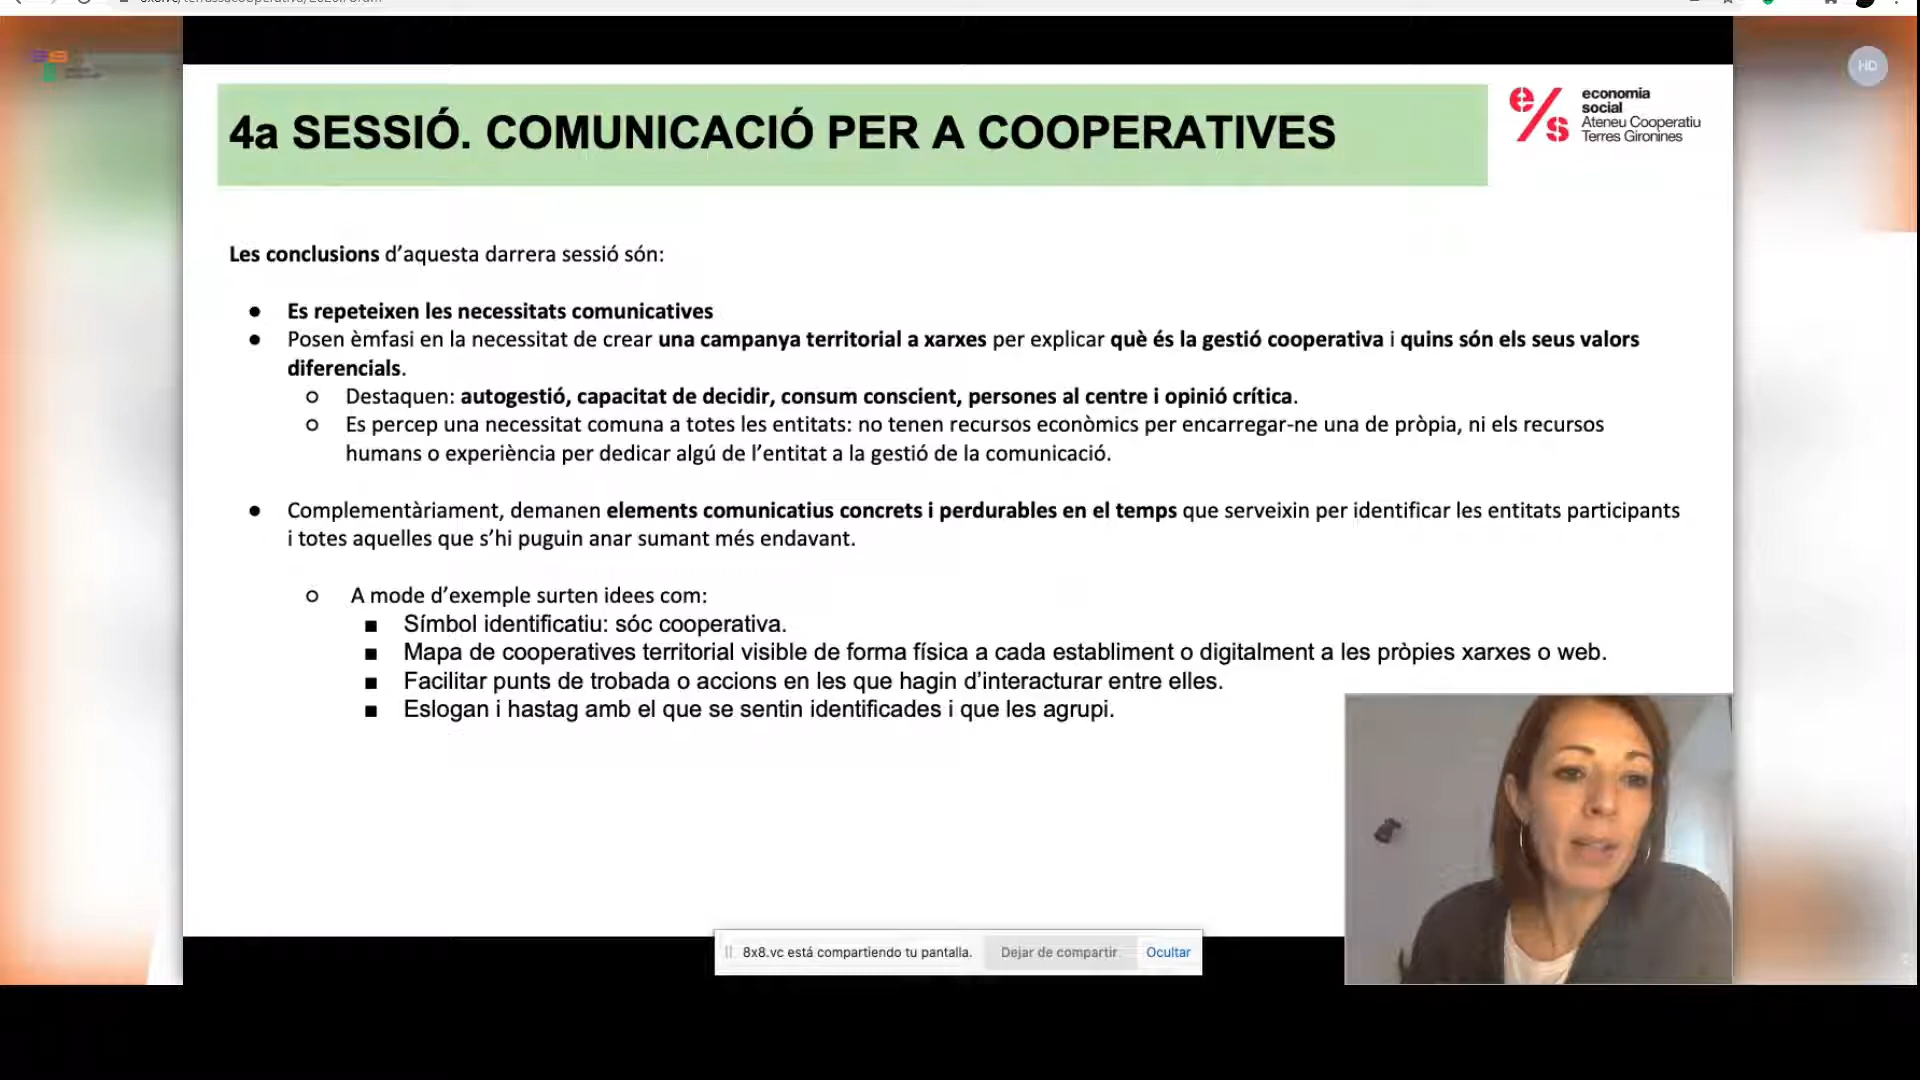 HD
4a SESSIÓ. COMUNICACIÓ PER A COOPERATIVES
e/s
economia
social
Ateneu Cooperatiu
Terres Gironines
Les conclusions d’aquesta darrera sessió són:
● Es repeteixen les necessitats comunicatives
● Posen èmfasi en la necessitat de crear una campanya territorial a xarxes per explicar què és la gestió cooperativa i quins són els seus valors
diferencials.
○ Destaquen: autogestió, capacitat de decidir, consum conscient, persones al centre i opinió crítica.
○ Es percep una necessitat comuna a totes les entitats: no tenen recursos econòmics per encarregar-ne una de pròpia, ni els recursos
humans o experiència per dedicar algú de l’entitat a la gestió de la comunicació.
● Complementàriament, demanen elements comunicatius concrets i perdurables en el temps que serveixin per identificar les entitats participants
i totes aquelles que s’hi puguin anar sumant més endavant.
○ A mode d’exemple surten idees com:
■ Símbol identificatiu: sóc cooperativa.
■ Mapa de cooperatives territorial visible de forma física a cada establiment o digitalment a les pròpies xarxes o web.
■ Facilitar punts de trobada o accions en les que hagin d’interacturar entre elles.
■ Eslogan i hastag amb el que se sentin identificades i que les agrupi.
8x8.vc está compartiendo tu pantalla.
Dejar de compartir
Ocultar